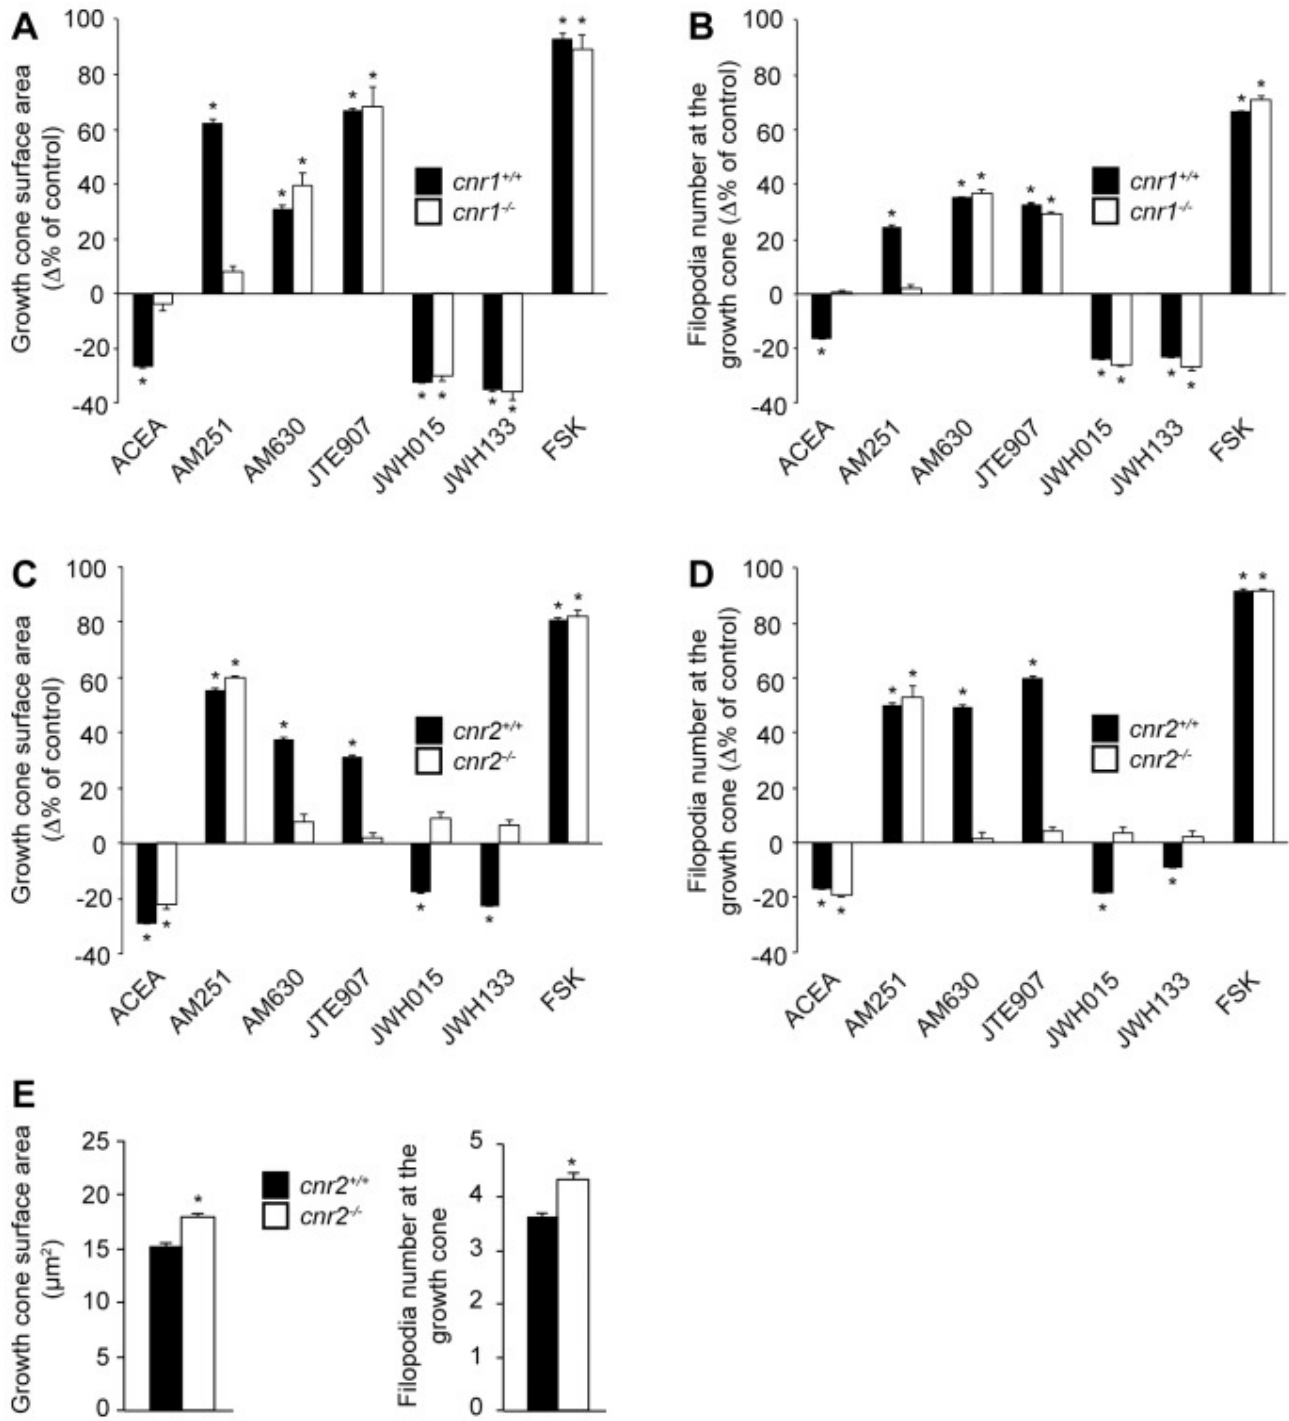 A
Growth cone surface area
(Δ% of control)
100
80
60
40
20
0
-20
-40
*
*
*
*
*
*
*
*
*
*
*
*
cnr1+/+
cnr1-/-
ACEA
AM251
AM630
JTE907
JWH015
JWH133
FSK
B
Filopodia number at the
growth cone (Δ% of control)
100
80
60
40
20
0
-20
-40
*
*
*
*
*
*
*
*
*
*
*
*
cnr1+/+
cnr1-/-
ACEA
AM251
AM630
JTE907
JWH015
JWH133
FSK
C
Growth cone surface area
(Δ% of control)
100
80
60
40
20
0
-20
-40
*
*
*
*
*
*
*
*
*
*
cnr2+/+
cnr2-/-
ACEA
AM251
AM630
JTE907
JWH015
JWH133
FSK
D
Filopodia number at the
growth cone (Δ% of control)
100
80
60
40
20
0
-20
-40
*
*
*
*
*
*
*
*
*
*
cnr2+/+
cnr2-/-
ACEA
AM251
AM630
JTE907
JWH015
JWH133
FSK
E
Growth cone surface area
(µm²)
25
20
15
10
5
0
*
cnr2+/+
cnr2-/-
Filopodia number at the
growth cone
5
4
3
2
1
0
*